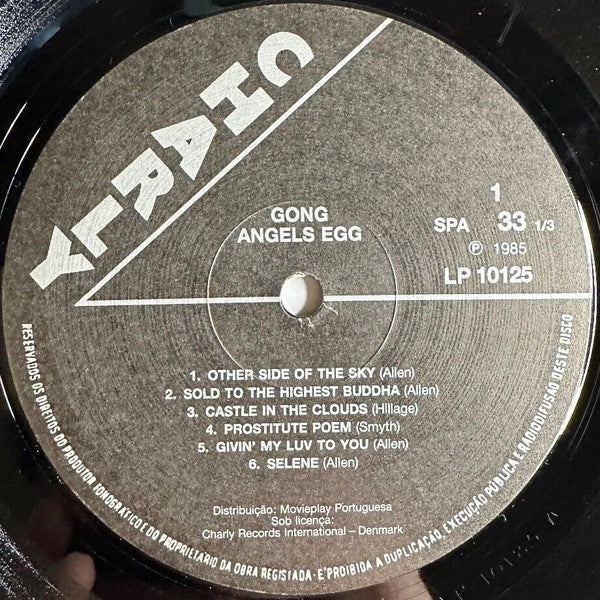 CHARLY
GONG
ANGELS EGG
1
SPA 33 1/3
Ⓟ 1985
LP 10125
1. OTHER SIDE OF THE SKY (Allen)
2. SOLD TO THE HIGHEST BUDDHA (Allen)
3. CASTLE IN THE CLOUDS (Hillage)
4. PROSTITUTE POEM (Smyth)
5. GIVIN' MY LUV TO YOU (Allen)
6. SELENE (Allen)
Distribuição: Movieplay Portuguesa
Sob licença:
Charly Records International – Denmark
RESERVADOS OS DIREITOS DO PRODUTOR FONOGRÁFICO E DO PROPRIETARIO DA OBRA REGISTADA · É PROIBIDA A DUPLICAÇÃO, EXECUÇÃO PÚBLICA E RADIODIFUSÃO DESTE DISCO
LP 10125 A